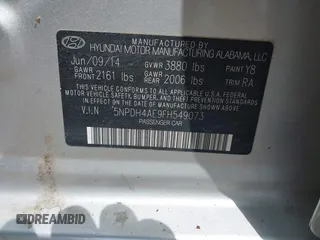 HYUNDAI MOTOR MANUFACTURING ALABAMA, LLC
Jun/09/14 GVWR 3880 lbs PAINT Y8
GAWR FRONT 2161 lbs GAWR REAR 2006 lbs TRIM RA
THIS VEHICLE CONFORMS TO ALL APPLICABLE U.S.A. FEDERAL
MOTOR VEHICLE SAFETY, BUMPER, AND THEFT PREVENTION
STANDARDS IN EFFECT ON THE DATE OF MANUFACTURE
SHOWN ABOVE.
V.I.N 5NPDH4AE9FH549073
PASSENGER CAR
DREAMBID